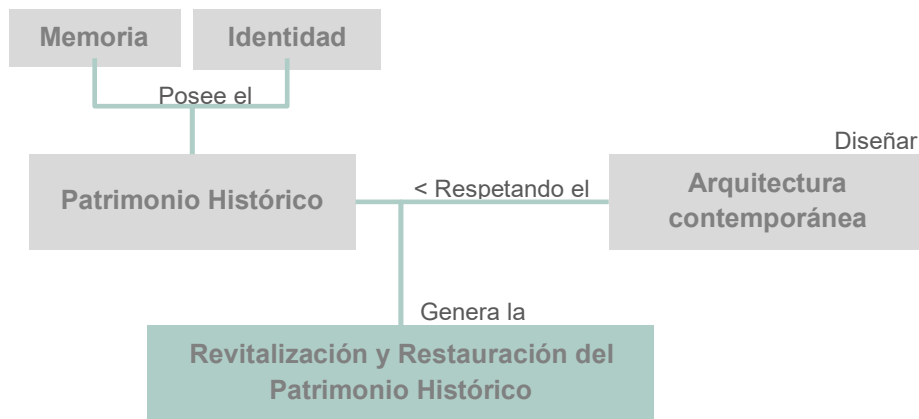 Memoria
Identidad
Posee el
Diseñar
Patrimonio Histórico
< Respetando el
Arquitectura
contemporánea
Genera la
Revitalización y Restauración del
Patrimonio Histórico